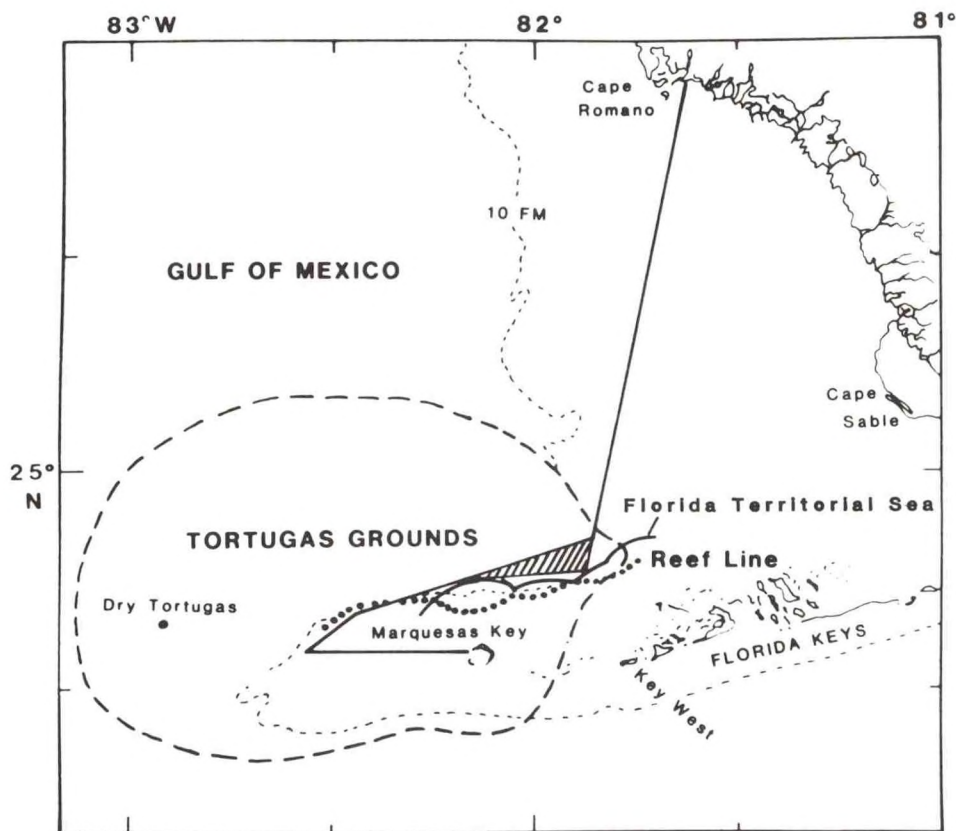 83°W
82°
81°
Cape
Romano
10 FM
GULF OF MEXICO
Cape
Sable
25°
N
Florida Territorial Sea
TORTUGAS GROUNDS
Reef Line
Dry Tortugas
Marquesas Key
FLORIDA KEYS
Key West